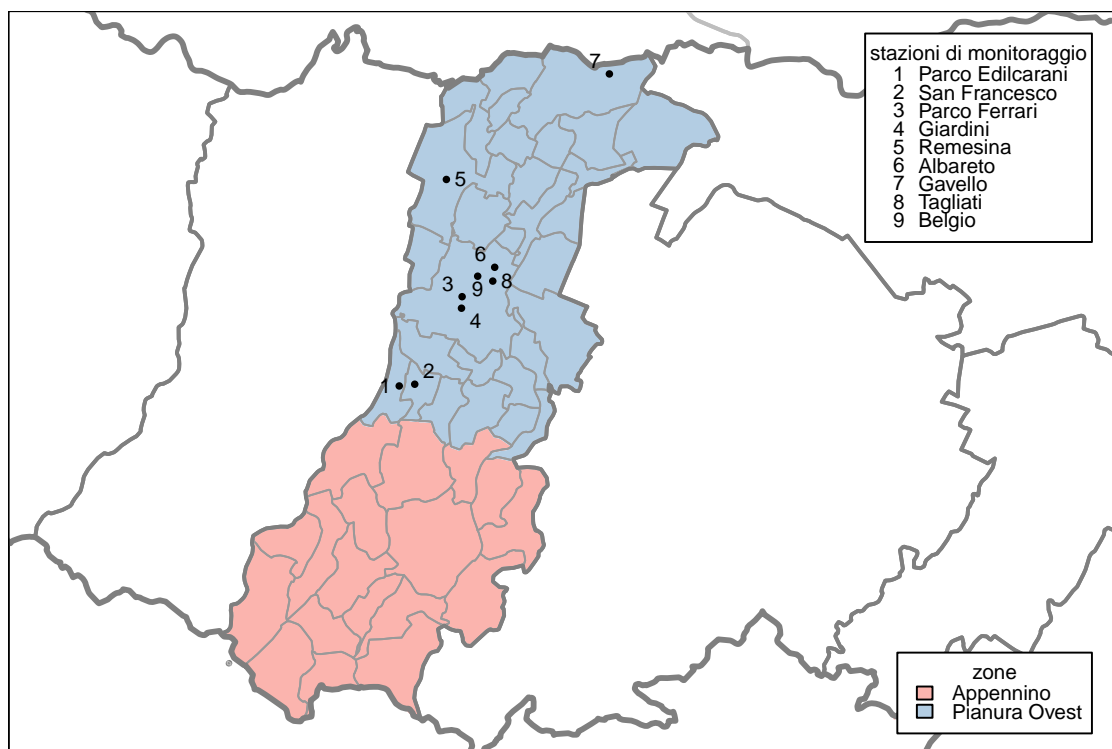 stazioni di monitoraggio
1 Parco Edilcarani
2 San Francesco
3 Parco Ferrari
4 Giardini
5 Remesina
6 Albareto
7 Gavello
8 Tagliati
9 Belgio
7
5
6
3
9
8
4
1
2
zone
Appennino
Pianura Ovest